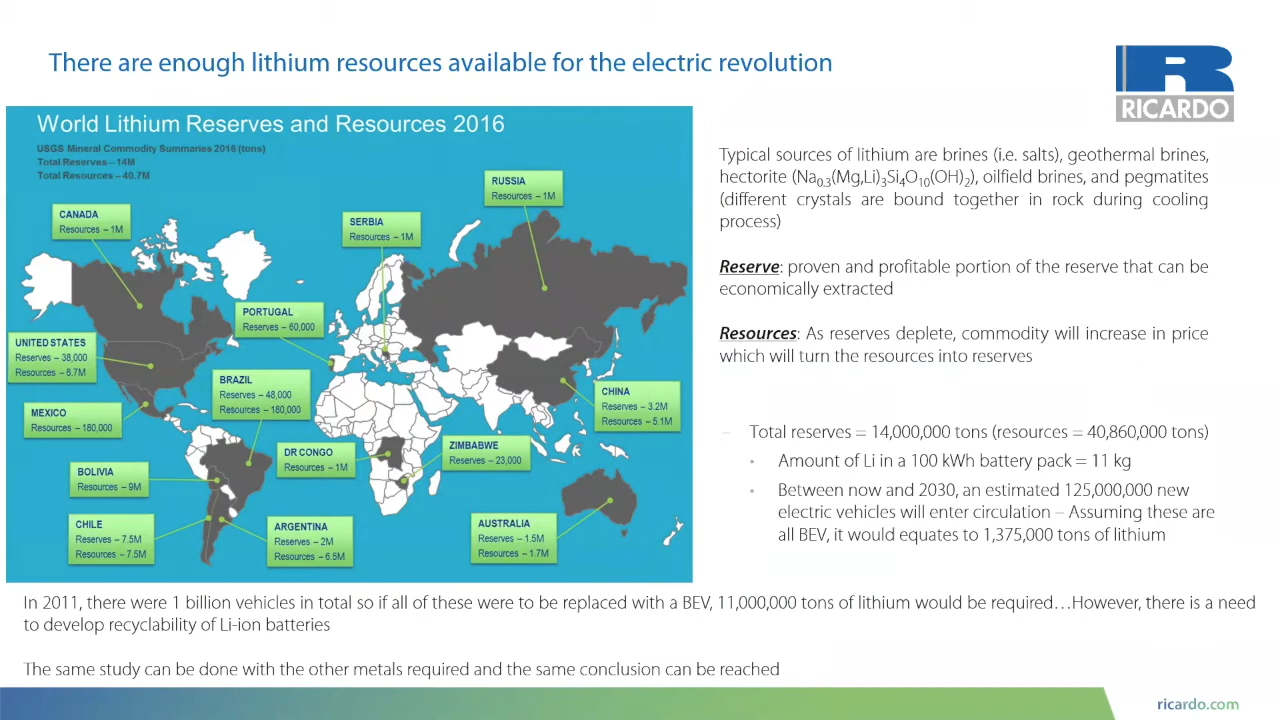 There are enough lithium resources available for the electric revolution
RICARDO
World Lithium Reserves and Resources 2016
USGS Mineral Commodity Summaries 2016 (tons)
Total Reserves – 14M
Total Resources – 40.7M
RUSSIA
Resources – 1M
CANADA
Resources – 1M
SERBIA
Resources – 1M
PORTUGAL
Reserves – 60,000
UNITED STATES
Reserves – 38,000
Resources – 6.7M
BRAZIL
Reserves – 48,000
Resources – 180,000
CHINA
Reserves – 3.2M
Resources – 5.1M
MEXICO
Resources – 180,000
DR CONGO
Resources – 1M
ZIMBABWE
Reserves – 23,000
BOLIVIA
Resources – 9M
CHILE
Reserves – 7.5M
Resources – 7.5M
ARGENTINA
Reserves – 2M
Resources – 6.5M
AUSTRALIA
Reserves – 1.5M
Resources – 1.7M
Typical sources of lithium are brines (i.e. salts), geothermal brines,
hectorite (Na0.3(Mg,Li)3Si4O10(OH)2), oilfield brines, and pegmatites
(different crystals are bound together in rock during cooling
process)
Reserve: proven and profitable portion of the reserve that can be
economically extracted
Resources: As reserves deplete, commodity will increase in price
which will turn the resources into reserves
– Total reserves = 14,000,000 tons (resources = 40,860,000 tons)
• Amount of Li in a 100 kWh battery pack = 11 kg
• Between now and 2030, an estimated 125,000,000 new
electric vehicles will enter circulation – Assuming these are
all BEV, it would equates to 1,375,000 tons of lithium
In 2011, there were 1 billion vehicles in total so if all of these were to be replaced with a BEV, 11,000,000 tons of lithium would be required…However, there is a need
to develop recyclability of Li-ion batteries
The same study can be done with the other metals required and the same conclusion can be reached
ricardo.com